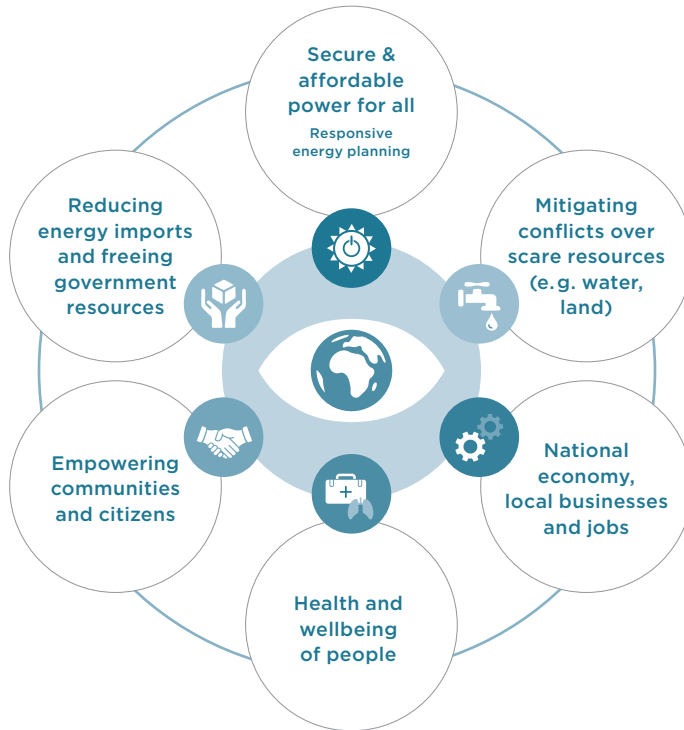 Secure &
affordable
power for all
Responsive
energy planning
Mitigating
conflicts over
scare resources
(e.g. water,
land)
National
economy,
local businesses
and jobs
Health and
wellbeing
of people
Empowering
communities
and citizens
Reducing
energy imports
and freeing
government
resources